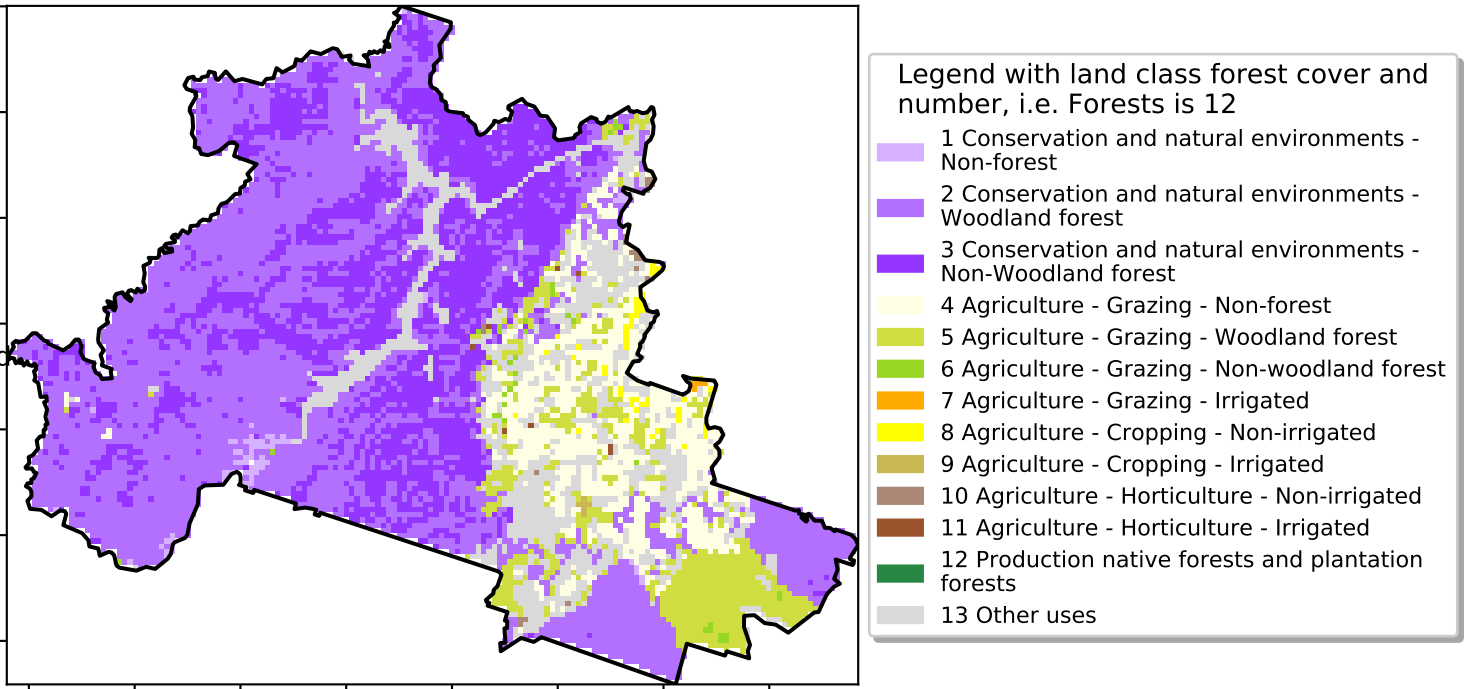 Legend with land class forest cover and
number, i.e. Forests is 12
1 Conservation and natural environments -
Non-forest
2 Conservation and natural environments -
Woodland forest
3 Conservation and natural environments -
Non-Woodland forest
4 Agriculture - Grazing - Non-forest
5 Agriculture - Grazing - Woodland forest
6 Agriculture - Grazing - Non-woodland forest
7 Agriculture - Grazing - Irrigated
8 Agriculture - Cropping - Non-irrigated
9 Agriculture - Cropping - Irrigated
10 Agriculture - Horticulture - Non-irrigated
11 Agriculture - Horticulture - Irrigated
12 Production native forests and plantation
forests
13 Other uses